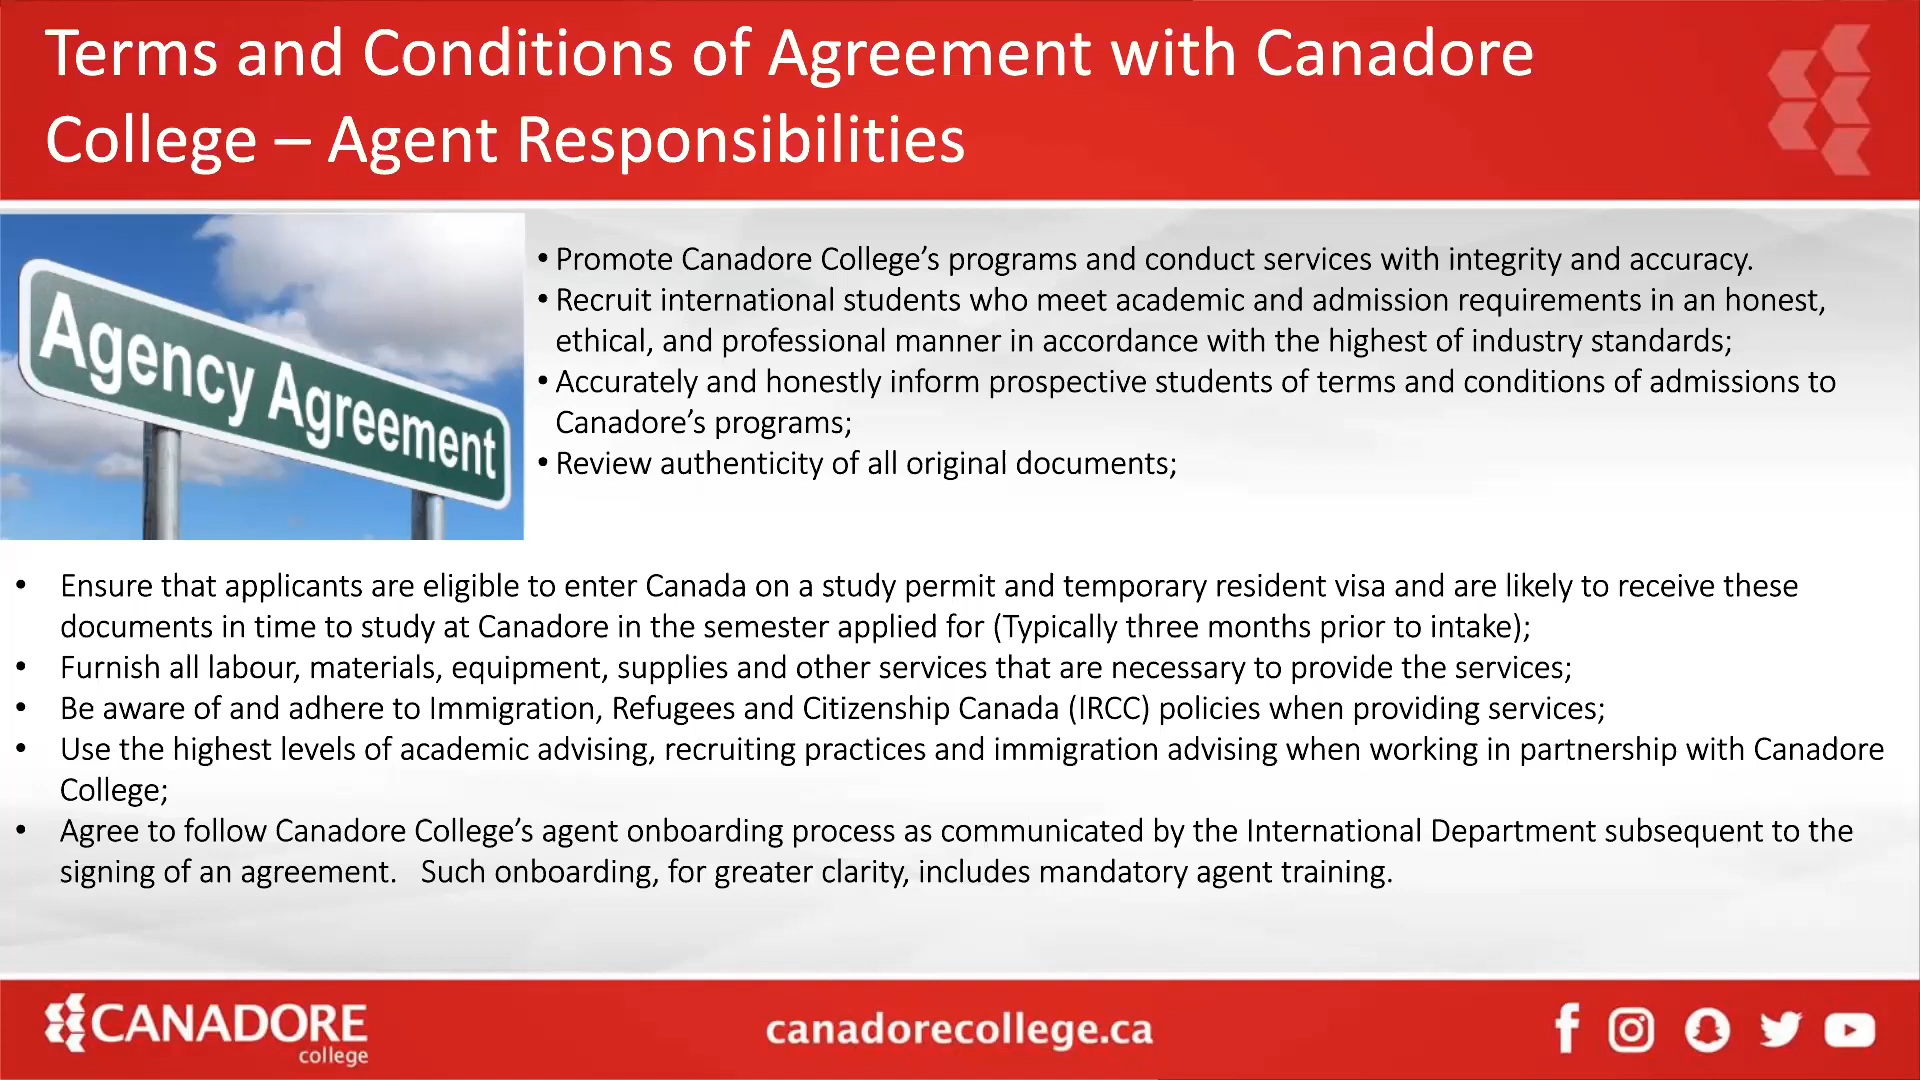 Terms and Conditions of Agreement with Canadore
College – Agent Responsibilities
Agency Agreement
• Promote Canadore College’s programs and conduct services with integrity and accuracy.
• Recruit international students who meet academic and admission requirements in an honest,
ethical, and professional manner in accordance with the highest of industry standards;
• Accurately and honestly inform prospective students of terms and conditions of admissions to
Canadore’s programs;
• Review authenticity of all original documents;
• Ensure that applicants are eligible to enter Canada on a study permit and temporary resident visa and are likely to receive these
documents in time to study at Canadore in the semester applied for (Typically three months prior to intake);
• Furnish all labour, materials, equipment, supplies and other services that are necessary to provide the services;
• Be aware of and adhere to Immigration, Refugees and Citizenship Canada (IRCC) policies when providing services;
• Use the highest levels of academic advising, recruiting practices and immigration advising when working in partnership with Canadore
College;
• Agree to follow Canadore College’s agent onboarding process as communicated by the International Department subsequent to the
signing of an agreement.   Such onboarding, for greater clarity, includes mandatory agent training.
CANADORE
college
canadorecollege.ca